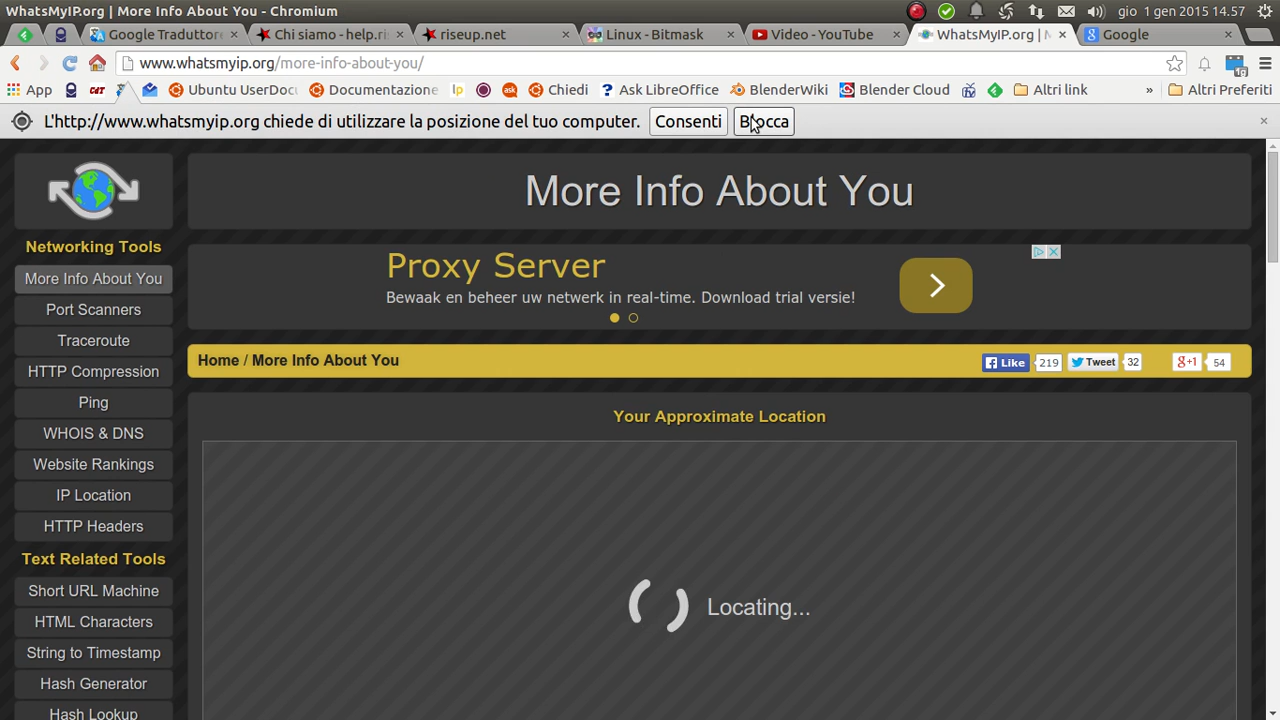 WhatsMyIP.org | More Info About You - Chromium
gio 1 gen 2015 14.57
Google Traduttore
Chi siamo - help.ris
riseup.net
Linux - Bitmask
Video - YouTube
WhatsMyIP.org | M
Google
www.whatsmyip.org/more-info-about-you/
App
Ubuntu UserDocu
Documentazione
lp
ask
Chiedi
? Ask LibreOffice
BlenderWiki
Blender Cloud
Altri link
»
Altri Preferiti
L'http://www.whatsmyip.org chiede di utilizzare la posizione del tuo computer.
Consenti
Blocca
More Info About You
Networking Tools
More Info About You
Port Scanners
Traceroute
HTTP Compression
Ping
WHOIS & DNS
Website Rankings
IP Location
HTTP Headers
Text Related Tools
Short URL Machine
HTML Characters
String to Timestamp
Hash Generator
Hash Lookup
Proxy Server
Bewaak en beheer uw netwerk in real-time. Download trial versie!
Home / More Info About You
Like 219
Tweet 32
g+1 54
Your Approximate Location
Locating...